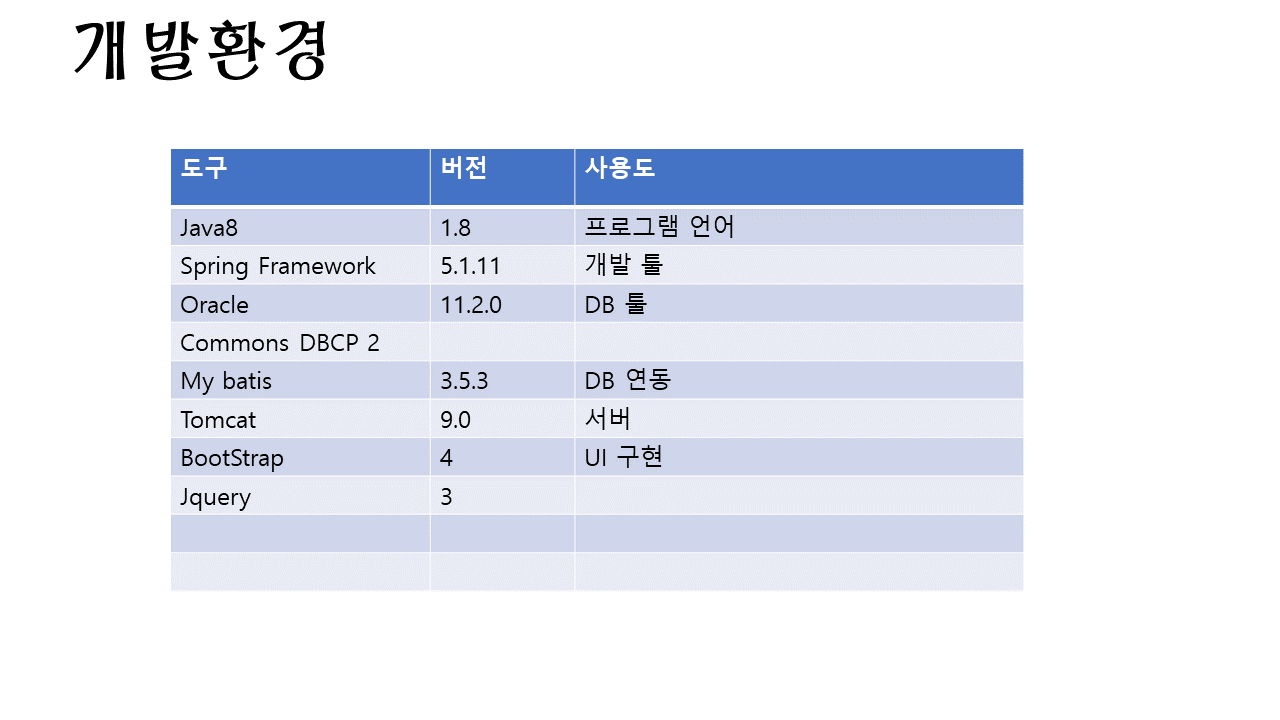 개발환경
도구 버전 사용도
Java8 1.8 프로그램 언어
Spring Framework 5.1.11 개발 툴
Oracle 11.2.0 DB 툴
Commons DBCP 2
My batis 3.5.3 DB 연동
Tomcat 9.0 서버
BootStrap 4 UI 구현
Jquery 3